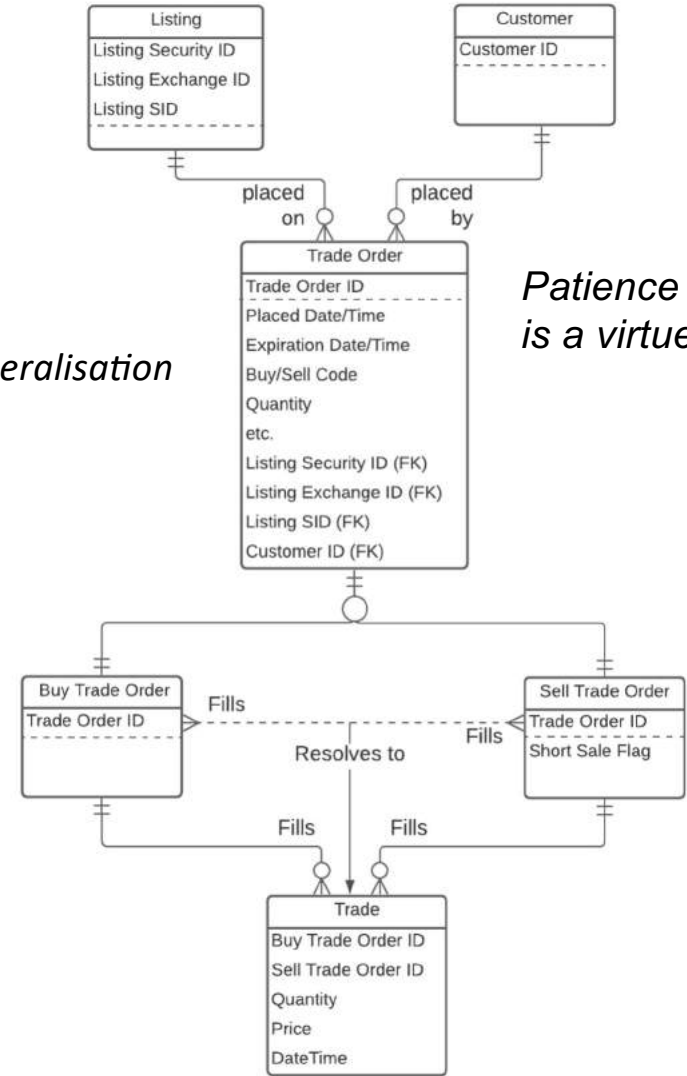 Listing
Listing Security ID
Listing Exchange ID
Listing SID
Customer
Customer ID
placed
on
placed
by
Trade Order
Trade Order ID
Placed Date/Time
Expiration Date/Time
Buy/Sell Code
Quantity
etc.
Listing Security ID (FK)
Listing Exchange ID (FK)
Listing SID (FK)
Customer ID (FK)
eralisation
Patience
is a virtue
Buy Trade Order
Trade Order ID
Fills
Fills
Resolves to
Sell Trade Order
Trade Order ID
Short Sale Flag
Fills
Fills
Trade
Buy Trade Order ID
Sell Trade Order ID
Quantity
Price
DateTime